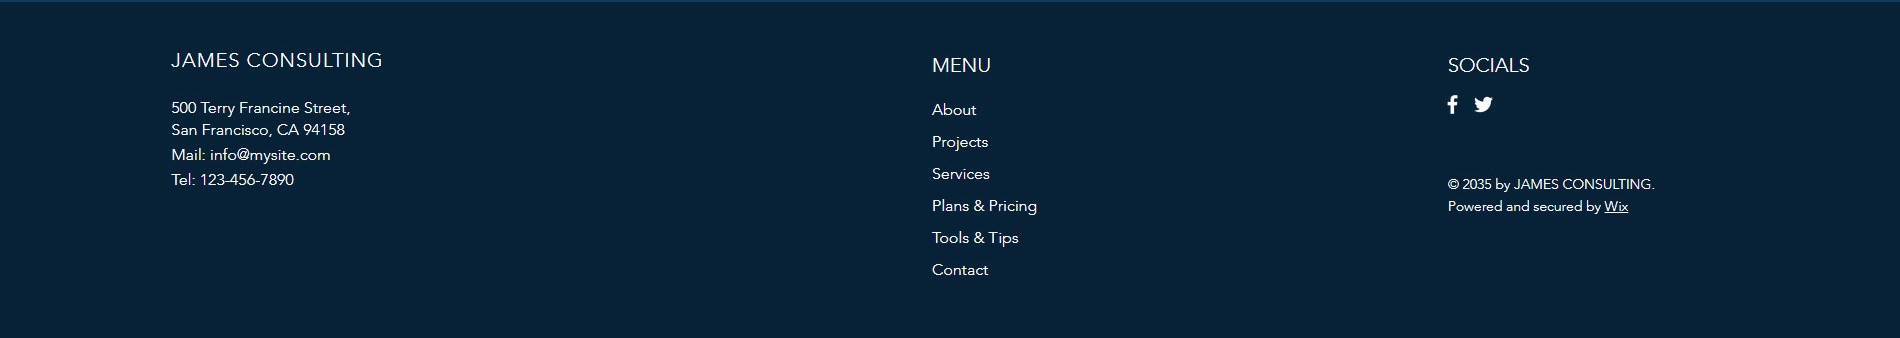 JAMES CONSULTING
500 Terry Francine Street,
San Francisco, CA 94158
Mail: info@mysite.com
Tel: 123-456-7890
MENU
About
Projects
Services
Plans & Pricing
Tools & Tips
Contact
SOCIALS
© 2035 by JAMES CONSULTING.
Powered and secured by Wix